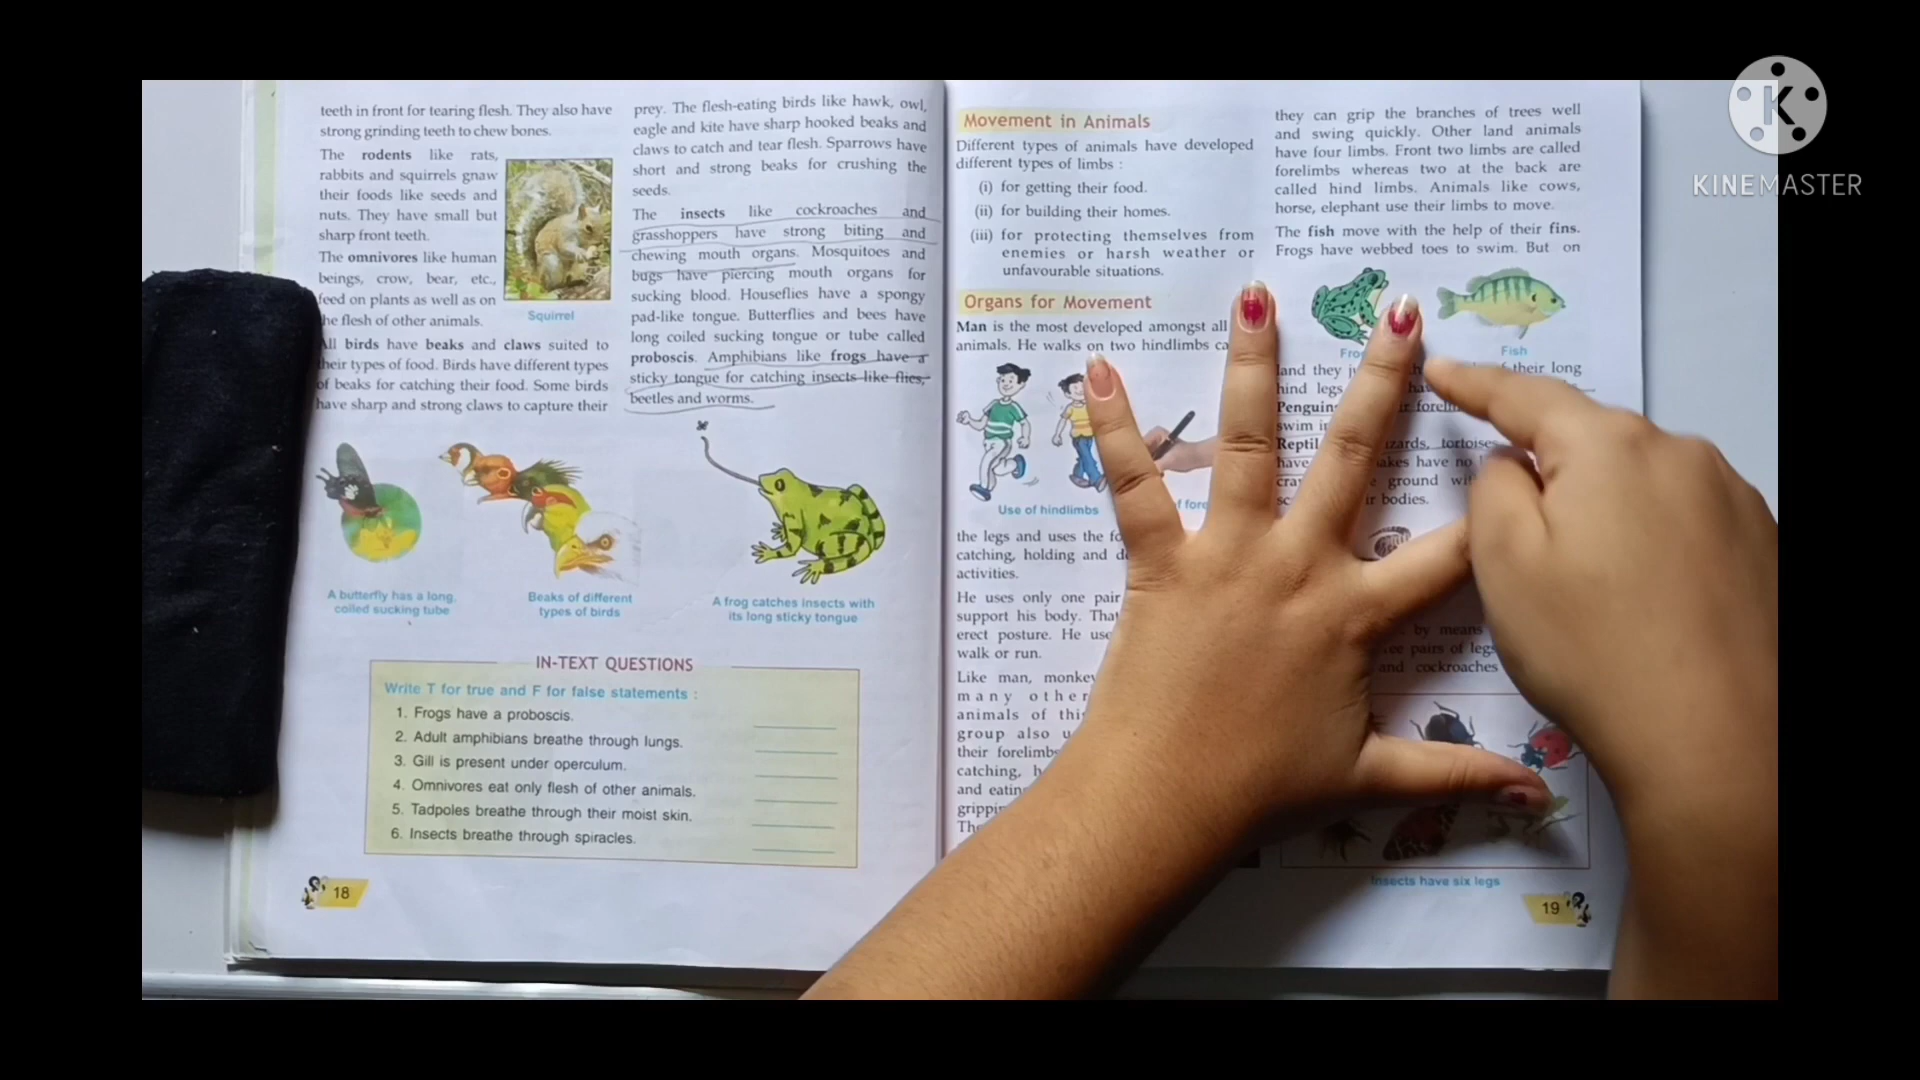 teeth in front for tearing flesh. They also have
strong grinding teeth to chew bones.
The rodents like rats,
rabbits and squirrels gnaw
their foods like seeds and
nuts. They have small but
sharp front teeth.
The omnivores like human
beings, crow, bear, etc.,
feed on plants as well as on
he flesh of other animals.
Squirrel
All birds have beaks and claws suited to
their types of food. Birds have different types
of beaks for catching their food. Some birds
have sharp and strong claws to capture their
prey. The flesh-eating birds like hawk, owl,
eagle and kite have sharp hooked beaks and
claws to catch and tear flesh. Sparrows have
short and strong beaks for crushing the
seeds.
The insects like cockroaches and
grasshoppers have strong biting and
chewing mouth organs. Mosquitoes and
bugs have piercing mouth organs for
sucking blood. Houseflies have a spongy
pad-like tongue. Butterflies and bees have
long coiled sucking tongue or tube called
proboscis. Amphibians like frogs have a
sticky tongue for catching insects like flies,
beetles and worms.
A butterfly has a long,
coiled sucking tube
Beaks of different
types of birds
A frog catches insects with
its long sticky tongue
IN-TEXT QUESTIONS
Write T for true and F for false statements :
1. Frogs have a proboscis.
2. Adult amphibians breathe through lungs.
3. Gill is present under operculum.
4. Omnivores eat only flesh of other animals.
5. Tadpoles breathe through their moist skin.
6. Insects breathe through spiracles.
18
Movement in Animals
Different types of animals have developed
different types of limbs :
(i) for getting their food.
(ii) for building their homes.
(iii) for protecting themselves from
enemies or harsh weather or
unfavourable situations.
Organs for Movement
Man is the most developed amongst all
animals. He walks on two hindlimbs ca
Use of hindlimbs
f fore
the legs and uses the fo
catching, holding and d
activities.
He uses only one pair
support his body. That
erect posture. He use
walk or run.
Like man, monkey
many other
animals of this
group also u
their forelimbs
catching, h
and eating
grippin
The
they can grip the branches of trees well
and swing quickly. Other land animals
have four limbs. Front two limbs are called
forelimbs whereas two at the back are
called hind limbs. Animals like cows,
horse, elephant use their limbs to move.
The fish move with the help of their fins.
Frogs have webbed toes to swim. But on
Fro
Fish
land they j their long
hind legs hav
Penguin r forelim
swim in
Reptil izards, tortoises
have akes have no
cra e ground wit
sc ir bodies.
by means
ree pairs of legs
and cockroaches
Insects have six legs
19
K
KINEMASTER